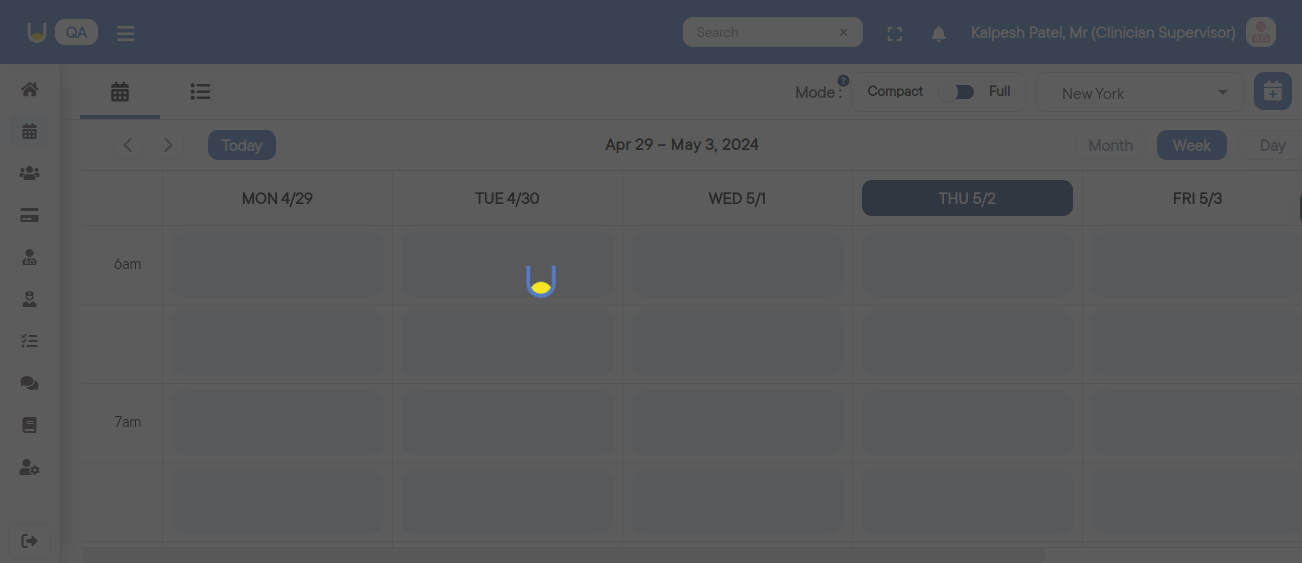 QA
Search
Kalpesh Patel, Mr (Clinician Supervisor)
Mode :
?
Compact
Full
New York
Today
Apr 29 – May 3, 2024
Month
Week
Day
MON 4/29
TUE 4/30
WED 5/1
THU 5/2
FRI 5/3
6am
7am